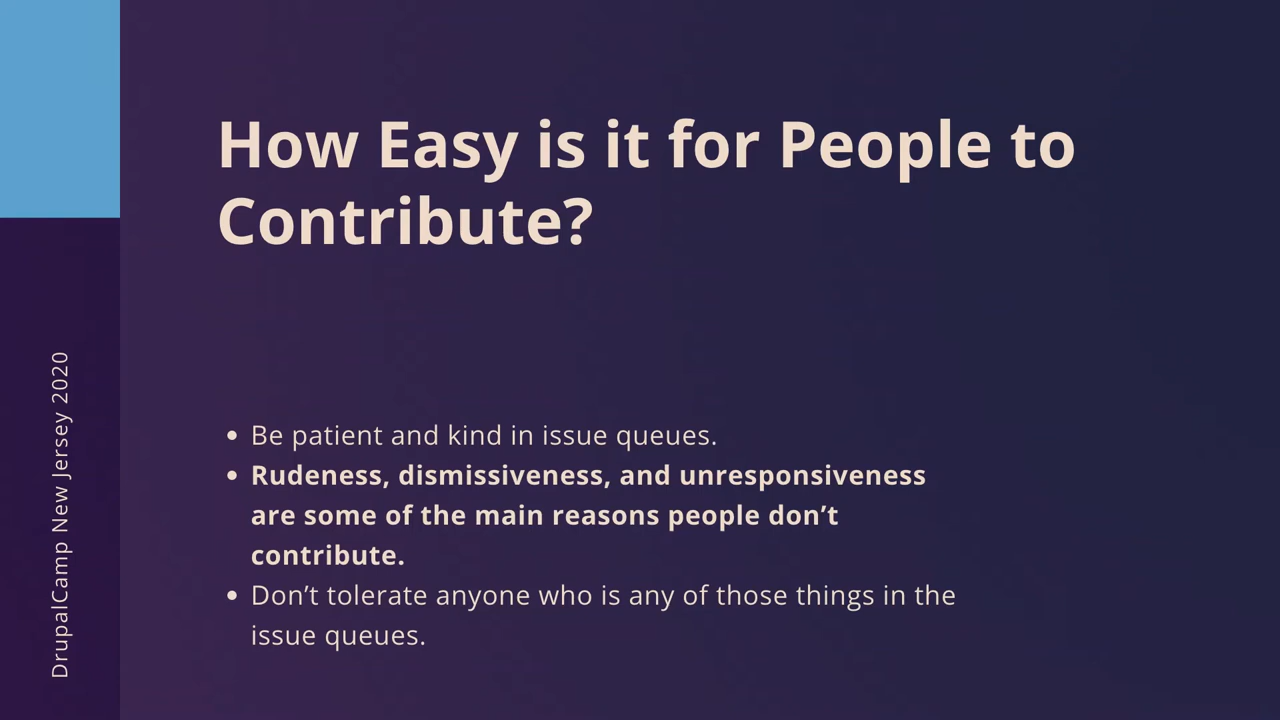 How Easy is it for People to
Contribute?
• Be patient and kind in issue queues.
• Rudeness, dismissiveness, and unresponsiveness
are some of the main reasons people don’t
contribute.
• Don’t tolerate anyone who is any of those things in the
issue queues.
DrupalCamp New Jersey 2020